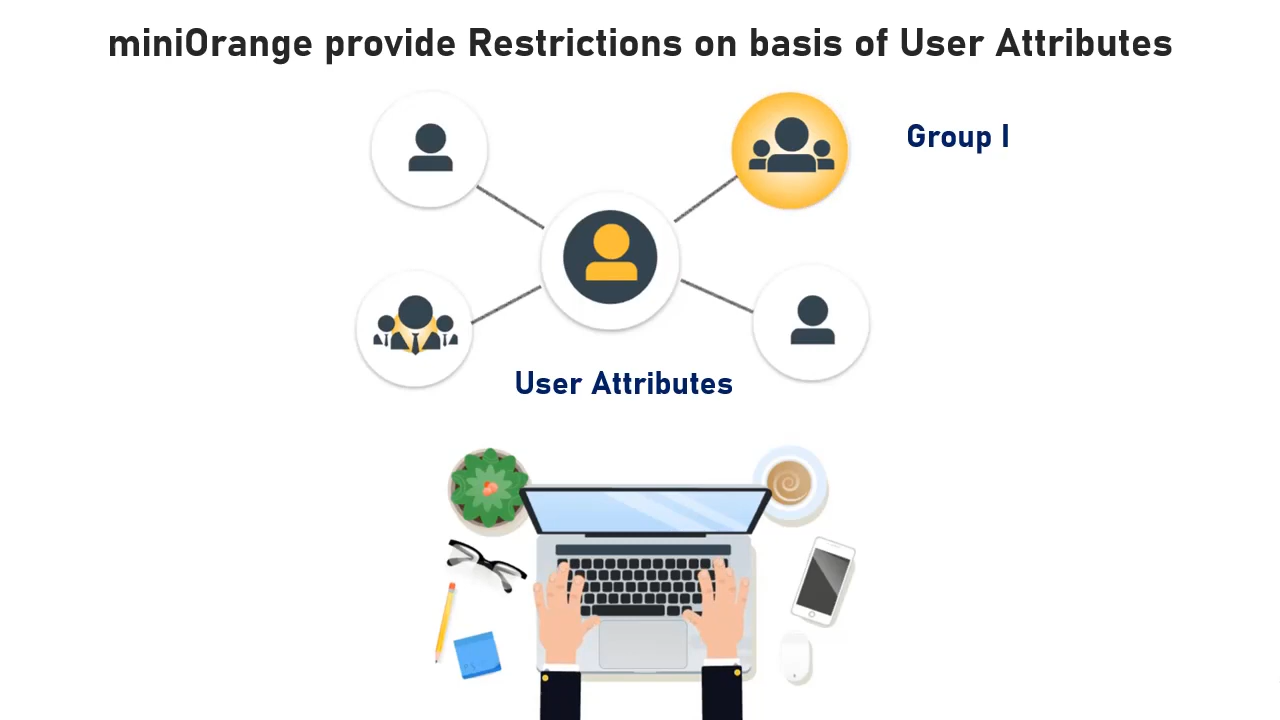 miniOrange provide Restrictions on basis of User Attributes
Group I
User Attributes